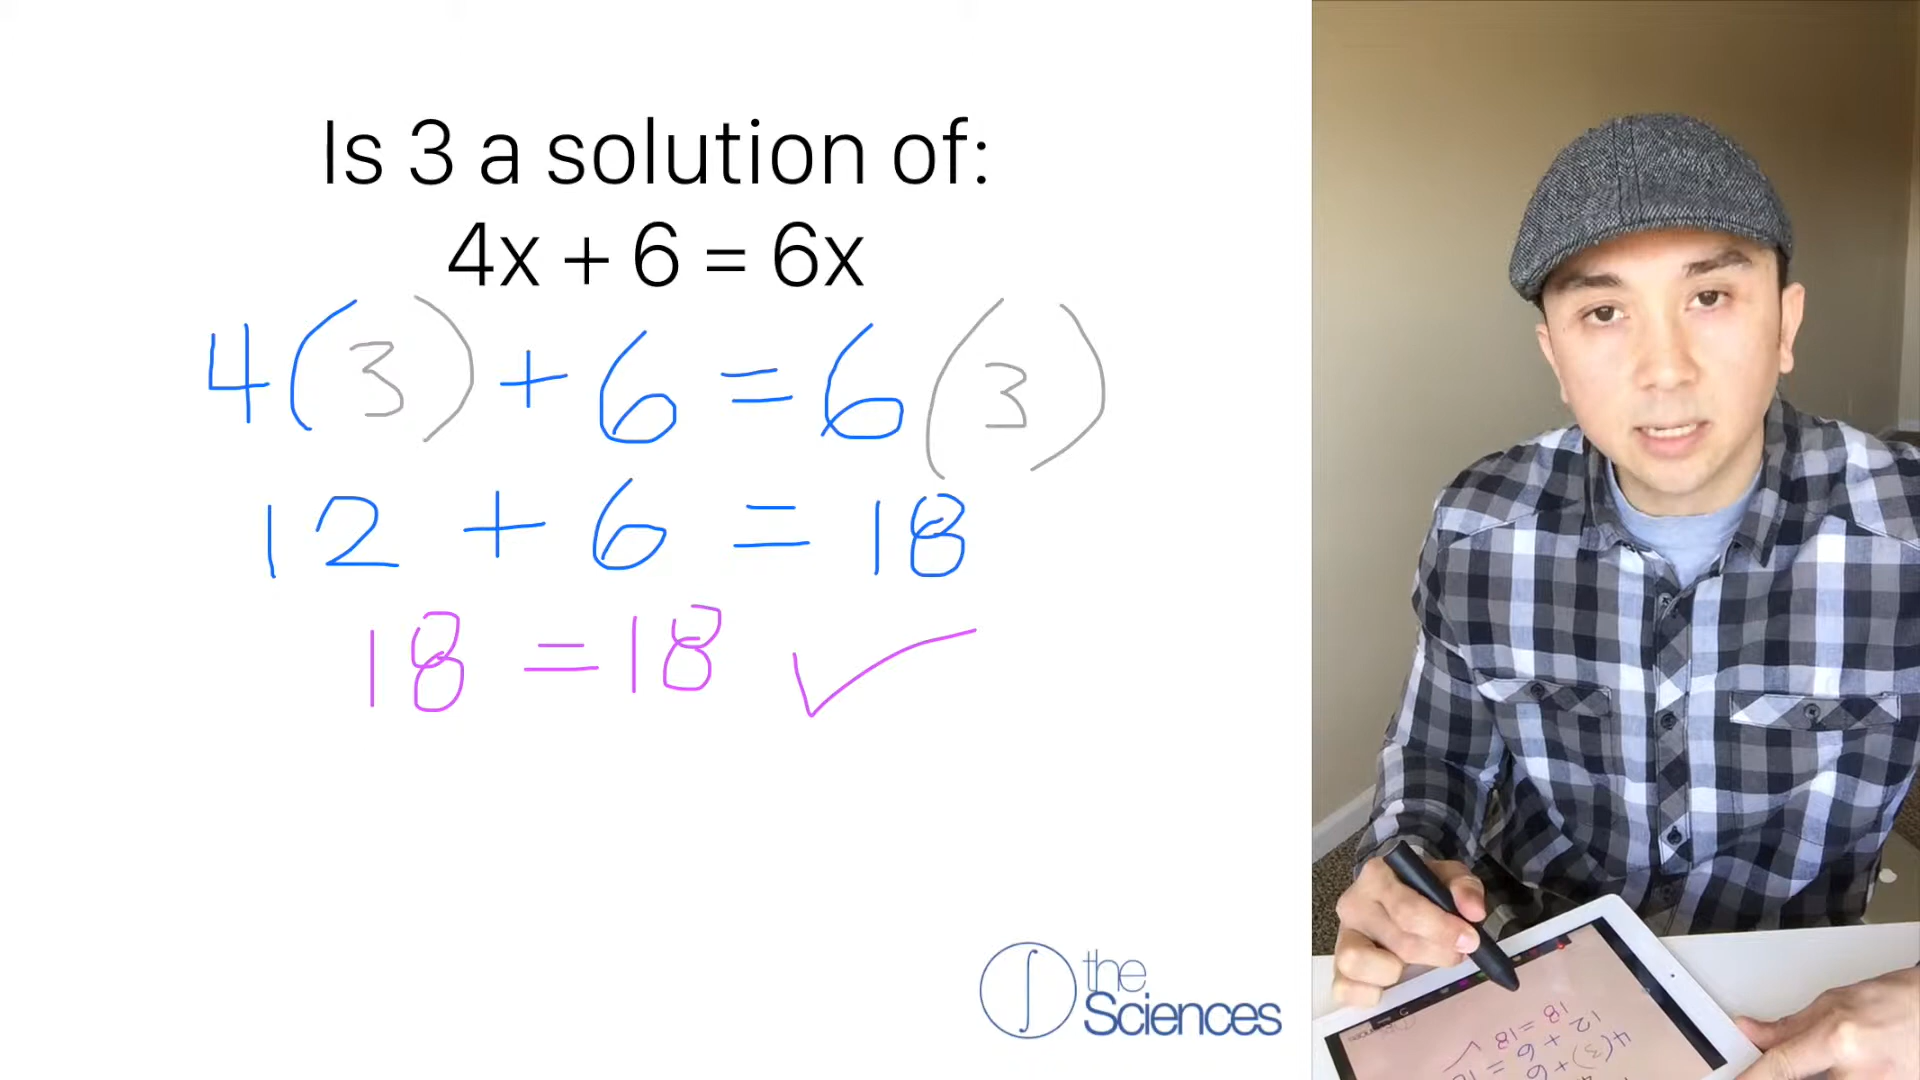 Is 3 a solution of:
4x + 6 = 6x
4(3) + 6 = 6(3)
12 + 6 = 18
18 = 18 ✓
∫ the
Sciences